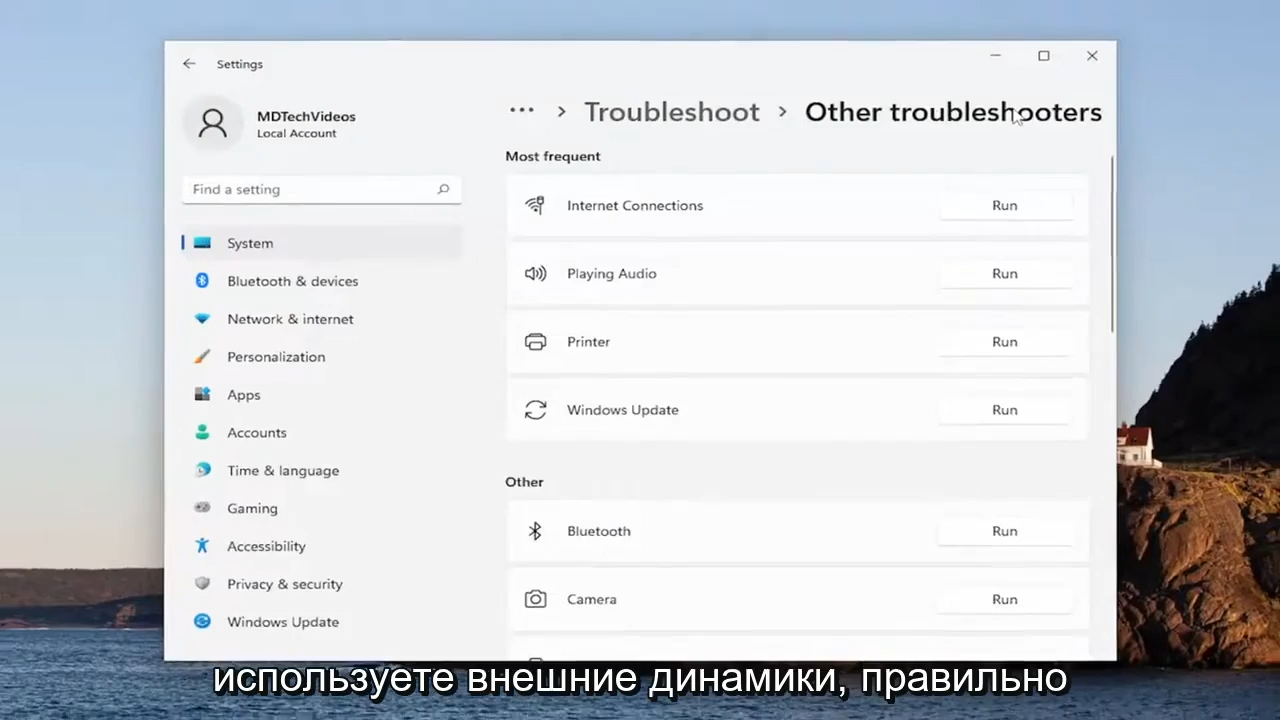 Settings
MDTechVideos
Local Account
Find a setting
System
Bluetooth & devices
Network & internet
Personalization
Apps
Accounts
Time & language
Gaming
Accessibility
Privacy & security
Windows Update
... > Troubleshoot > Other troubleshooters
Most frequent
Internet Connections Run
Playing Audio Run
Printer Run
Windows Update Run
Other
Bluetooth Run
Camera Run
используете внешние динамики, правильно